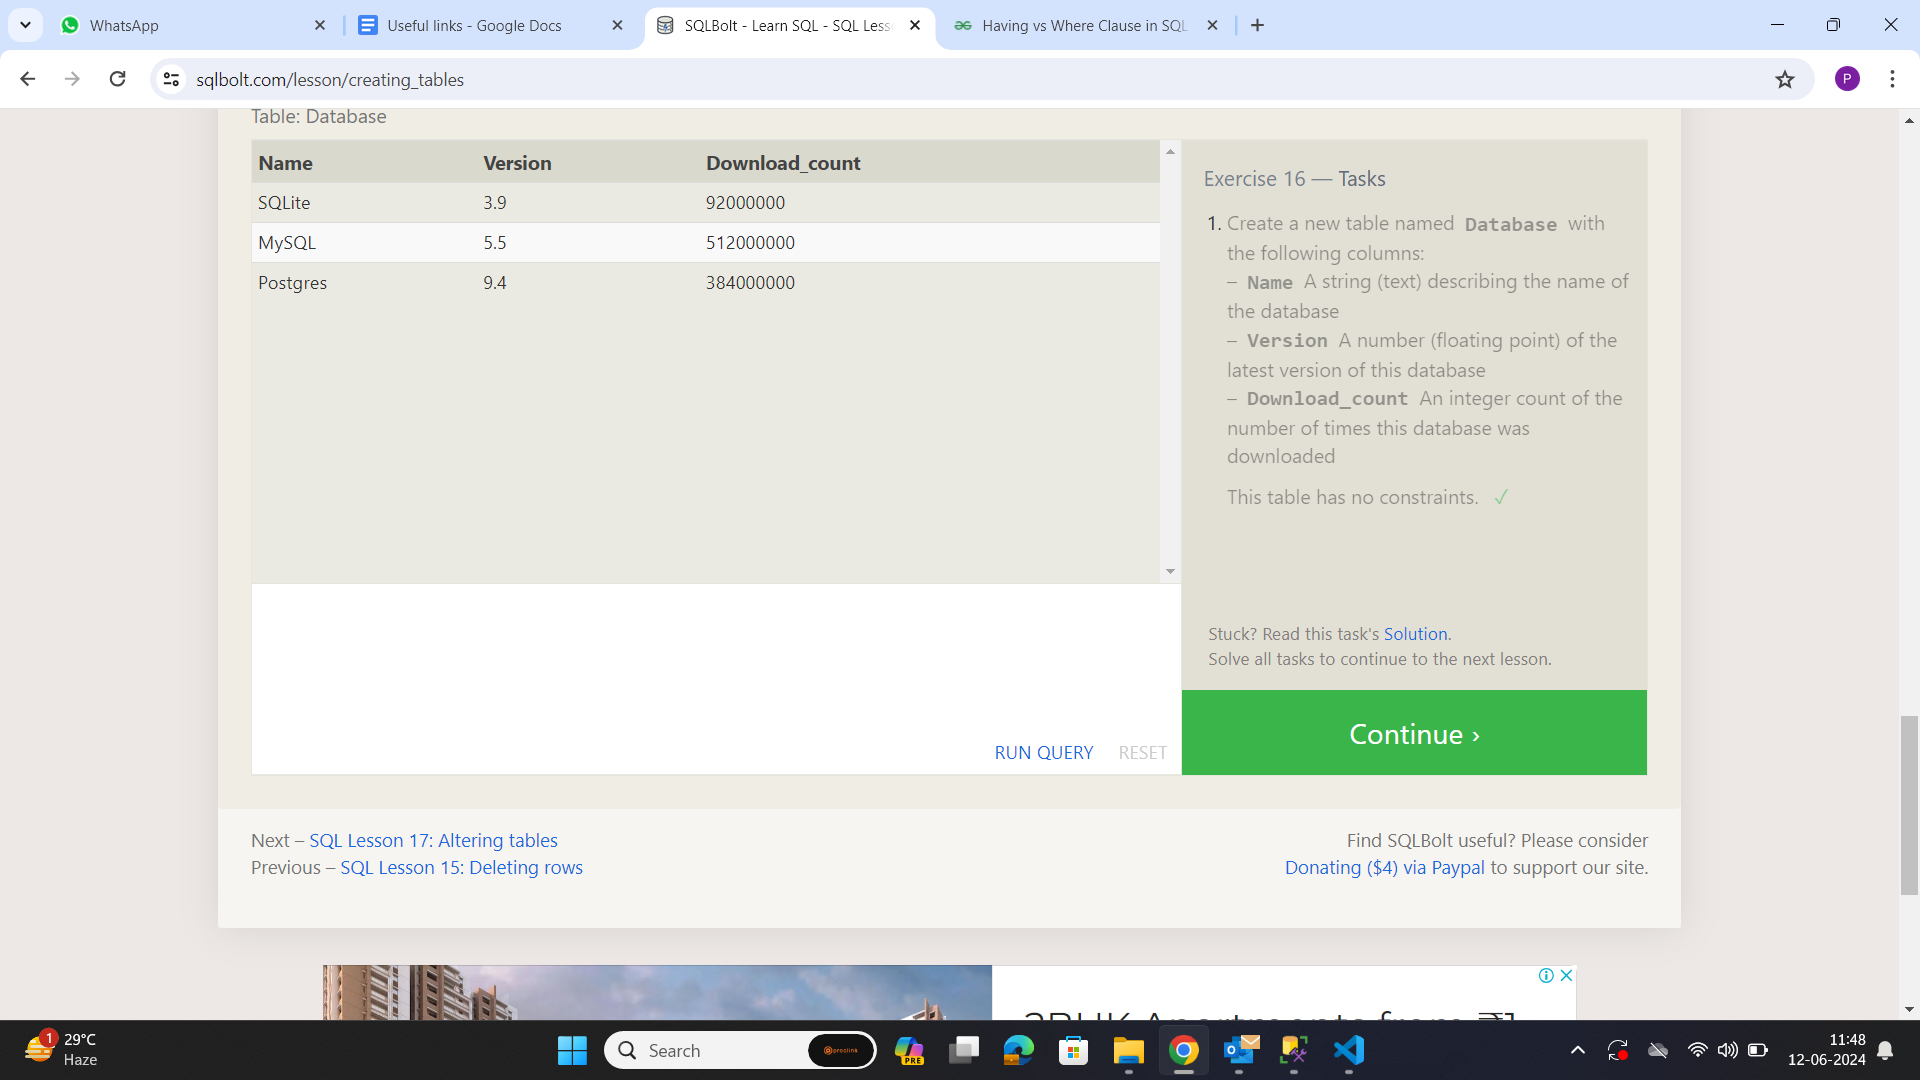 WhatsApp
Useful links - Google Docs
SQLBolt - Learn SQL - SQL Less
Having vs Where Clause in SQL
sqlbolt.com/lesson/creating_tables
P
Table: Database
Name Version Download_count
SQLite 3.9 92000000
MySQL 5.5 512000000
Postgres 9.4 384000000
RUN QUERY RESET
Exercise 16 — Tasks
1. Create a new table named Database with
the following columns:
– Name A string (text) describing the name of
the database
– Version A number (floating point) of the
latest version of this database
– Download_count An integer count of the
number of times this database was
downloaded
This table has no constraints. ✓
Stuck? Read this task's Solution.
Solve all tasks to continue to the next lesson.
Continue ›
Next – SQL Lesson 17: Altering tables
Previous – SQL Lesson 15: Deleting rows
Find SQLBolt useful? Please consider
Donating ($4) via Paypal to support our site.
1
29°C
Haze
Search
proclink
PRE
11:48
12-06-2024